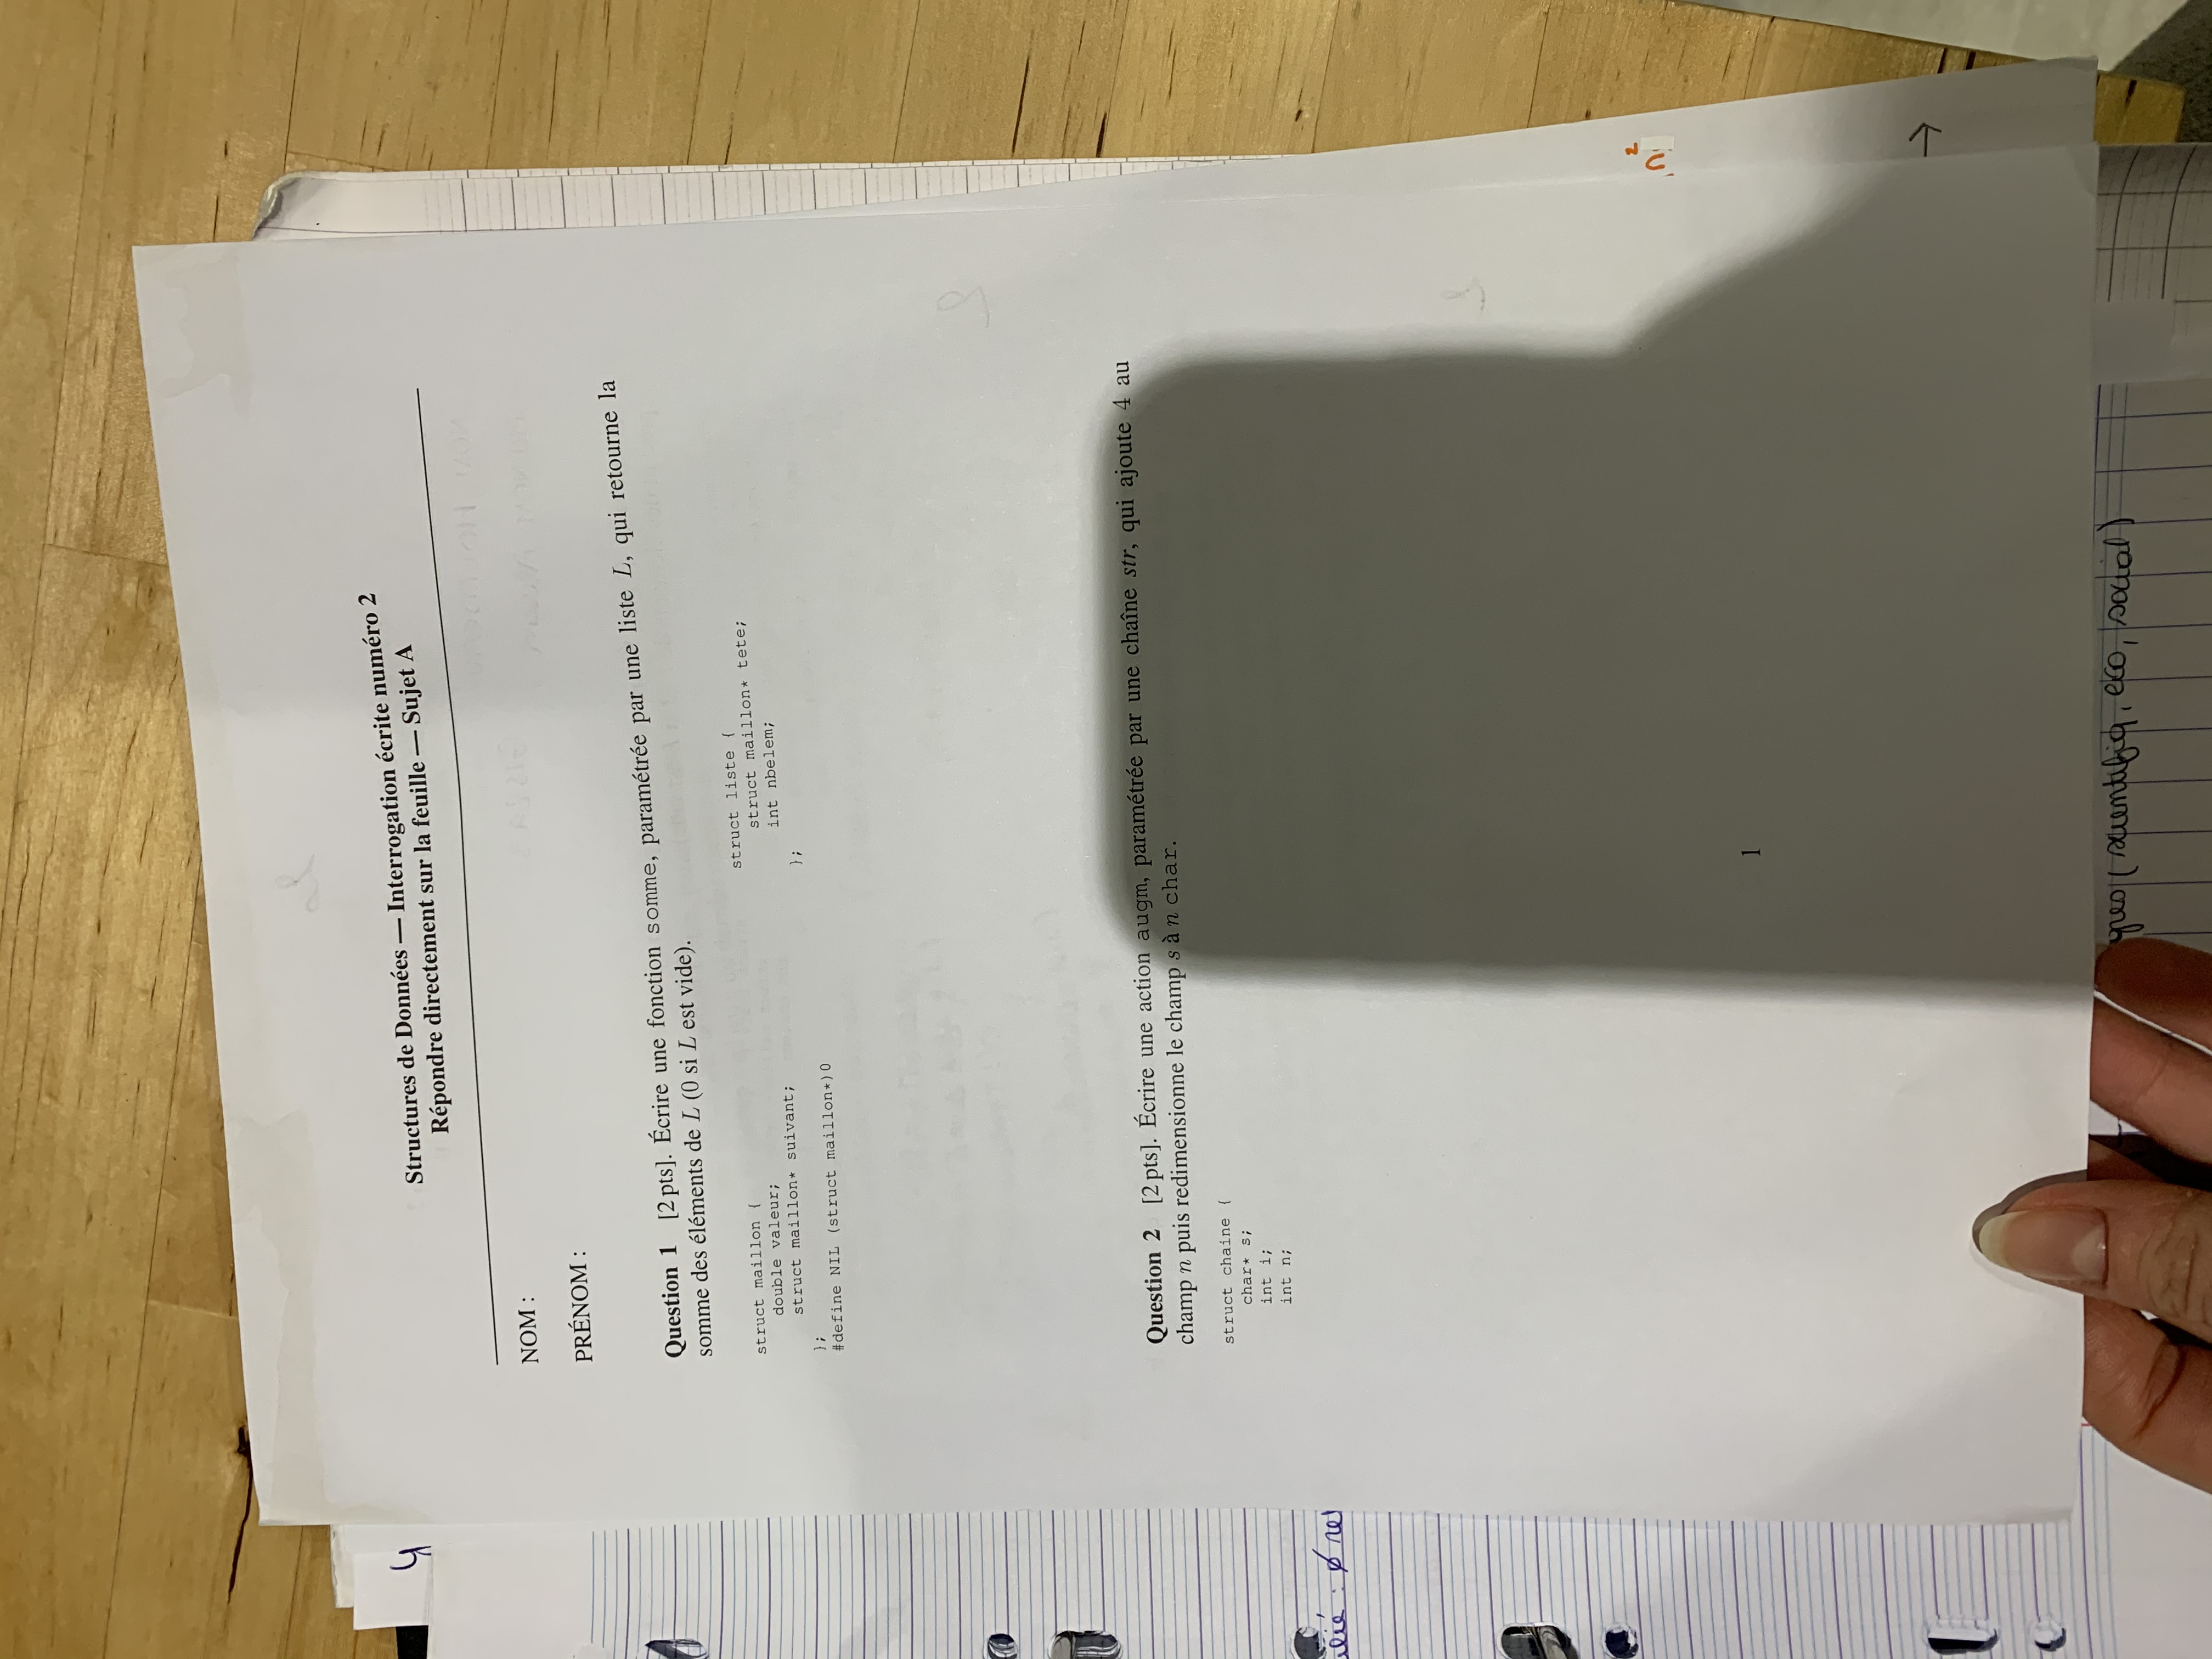 Structures de Données — Interrogation écrite numéro 2
Répondre directement sur la feuille — Sujet A
NOM :
PRÉNOM :
Question 1 [2 pts]. Écrire une fonction somme, paramétrée par une liste L, qui retourne la
somme des éléments de L (0 si L est vide).
struct maillon {
double valeur;
struct maillon* suivant;
};
#define NIL (struct maillon*)0
struct liste {
struct maillon* tete;
int nbelem;
};
Question 2 [2 pts]. Écrire une action augm, paramétrée par une chaîne str, qui ajoute 4 au
champ n puis redimensionne le champ s à n char.
struct chaine {
char* s;
int i;
int n;
1
n²
→
(scientifiq, eco, social)